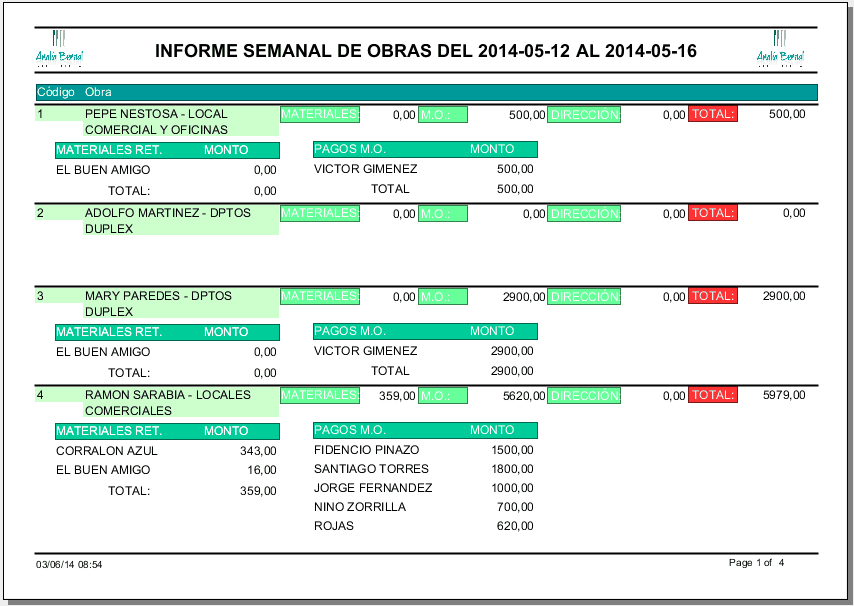 Analía Bernal
INFORME SEMANAL DE OBRAS DEL 2014-05-12 AL 2014-05-16
Analía Bernal
Código Obra
1 PEPE NESTOSA - LOCAL MATERIALES: 0,00 M.O.: 500,00 DIRECCIÓN: 0,00 TOTAL: 500,00
COMERCIAL Y OFICINAS
MATERIALES RET. MONTO PAGOS M.O. MONTO
EL BUEN AMIGO 0,00 VICTOR GIMENEZ 500,00
TOTAL: 0,00 TOTAL 500,00
2 ADOLFO MARTINEZ - DPTOS MATERIALES: 0,00 M.O.: 0,00 DIRECCIÓN: 0,00 TOTAL: 0,00
DUPLEX
3 MARY PAREDES - DPTOS MATERIALES: 0,00 M.O.: 2900,00 DIRECCIÓN: 0,00 TOTAL: 2900,00
DUPLEX
MATERIALES RET. MONTO PAGOS M.O. MONTO
EL BUEN AMIGO 0,00 VICTOR GIMENEZ 2900,00
TOTAL: 0,00 TOTAL 2900,00
4 RAMON SARABIA - LOCALES MATERIALES: 359,00 M.O.: 5620,00 DIRECCIÓN: 0,00 TOTAL: 5979,00
COMERCIALES
MATERIALES RET. MONTO PAGOS M.O. MONTO
CORRALON AZUL 343,00 FIDENCIO PINAZO 1500,00
EL BUEN AMIGO 16,00 SANTIAGO TORRES 1800,00
TOTAL: 359,00 JORGE FERNANDEZ 1000,00
NINO ZORRILLA 700,00
ROJAS 620,00
03/06/14 08:54 Page 1 of 4